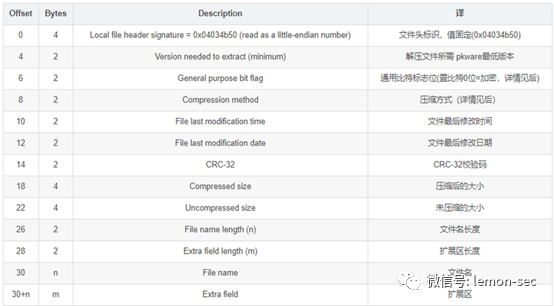 Offset Bytes Description 译
0 4 Local file header signature = 0x04034b50 (read as a little-endian number) 文件头标识，值固定(0x04034b50)
4 2 Version needed to extract (minimum) 解压文件所需 pkware最低版本
6 2 General purpose bit flag 通用比特标志位(置比特0位=加密，详情见后)
8 2 Compression method 压缩方式（详情见后)
10 2 File last modification time 文件最后修改时间
12 2 File last modification date 文件最后修改日期
14 2 CRC-32 CRC-32校验码
18 4 Compressed size 压缩后的大小
22 4 Uncompressed size 未压缩的大小
26 2 File name length (n) 文件名长度
28 2 Extra field length (m) 扩展区长度
30 n File name 文件名
30+n m Extra field 扩展区
微信号: lemon-sec